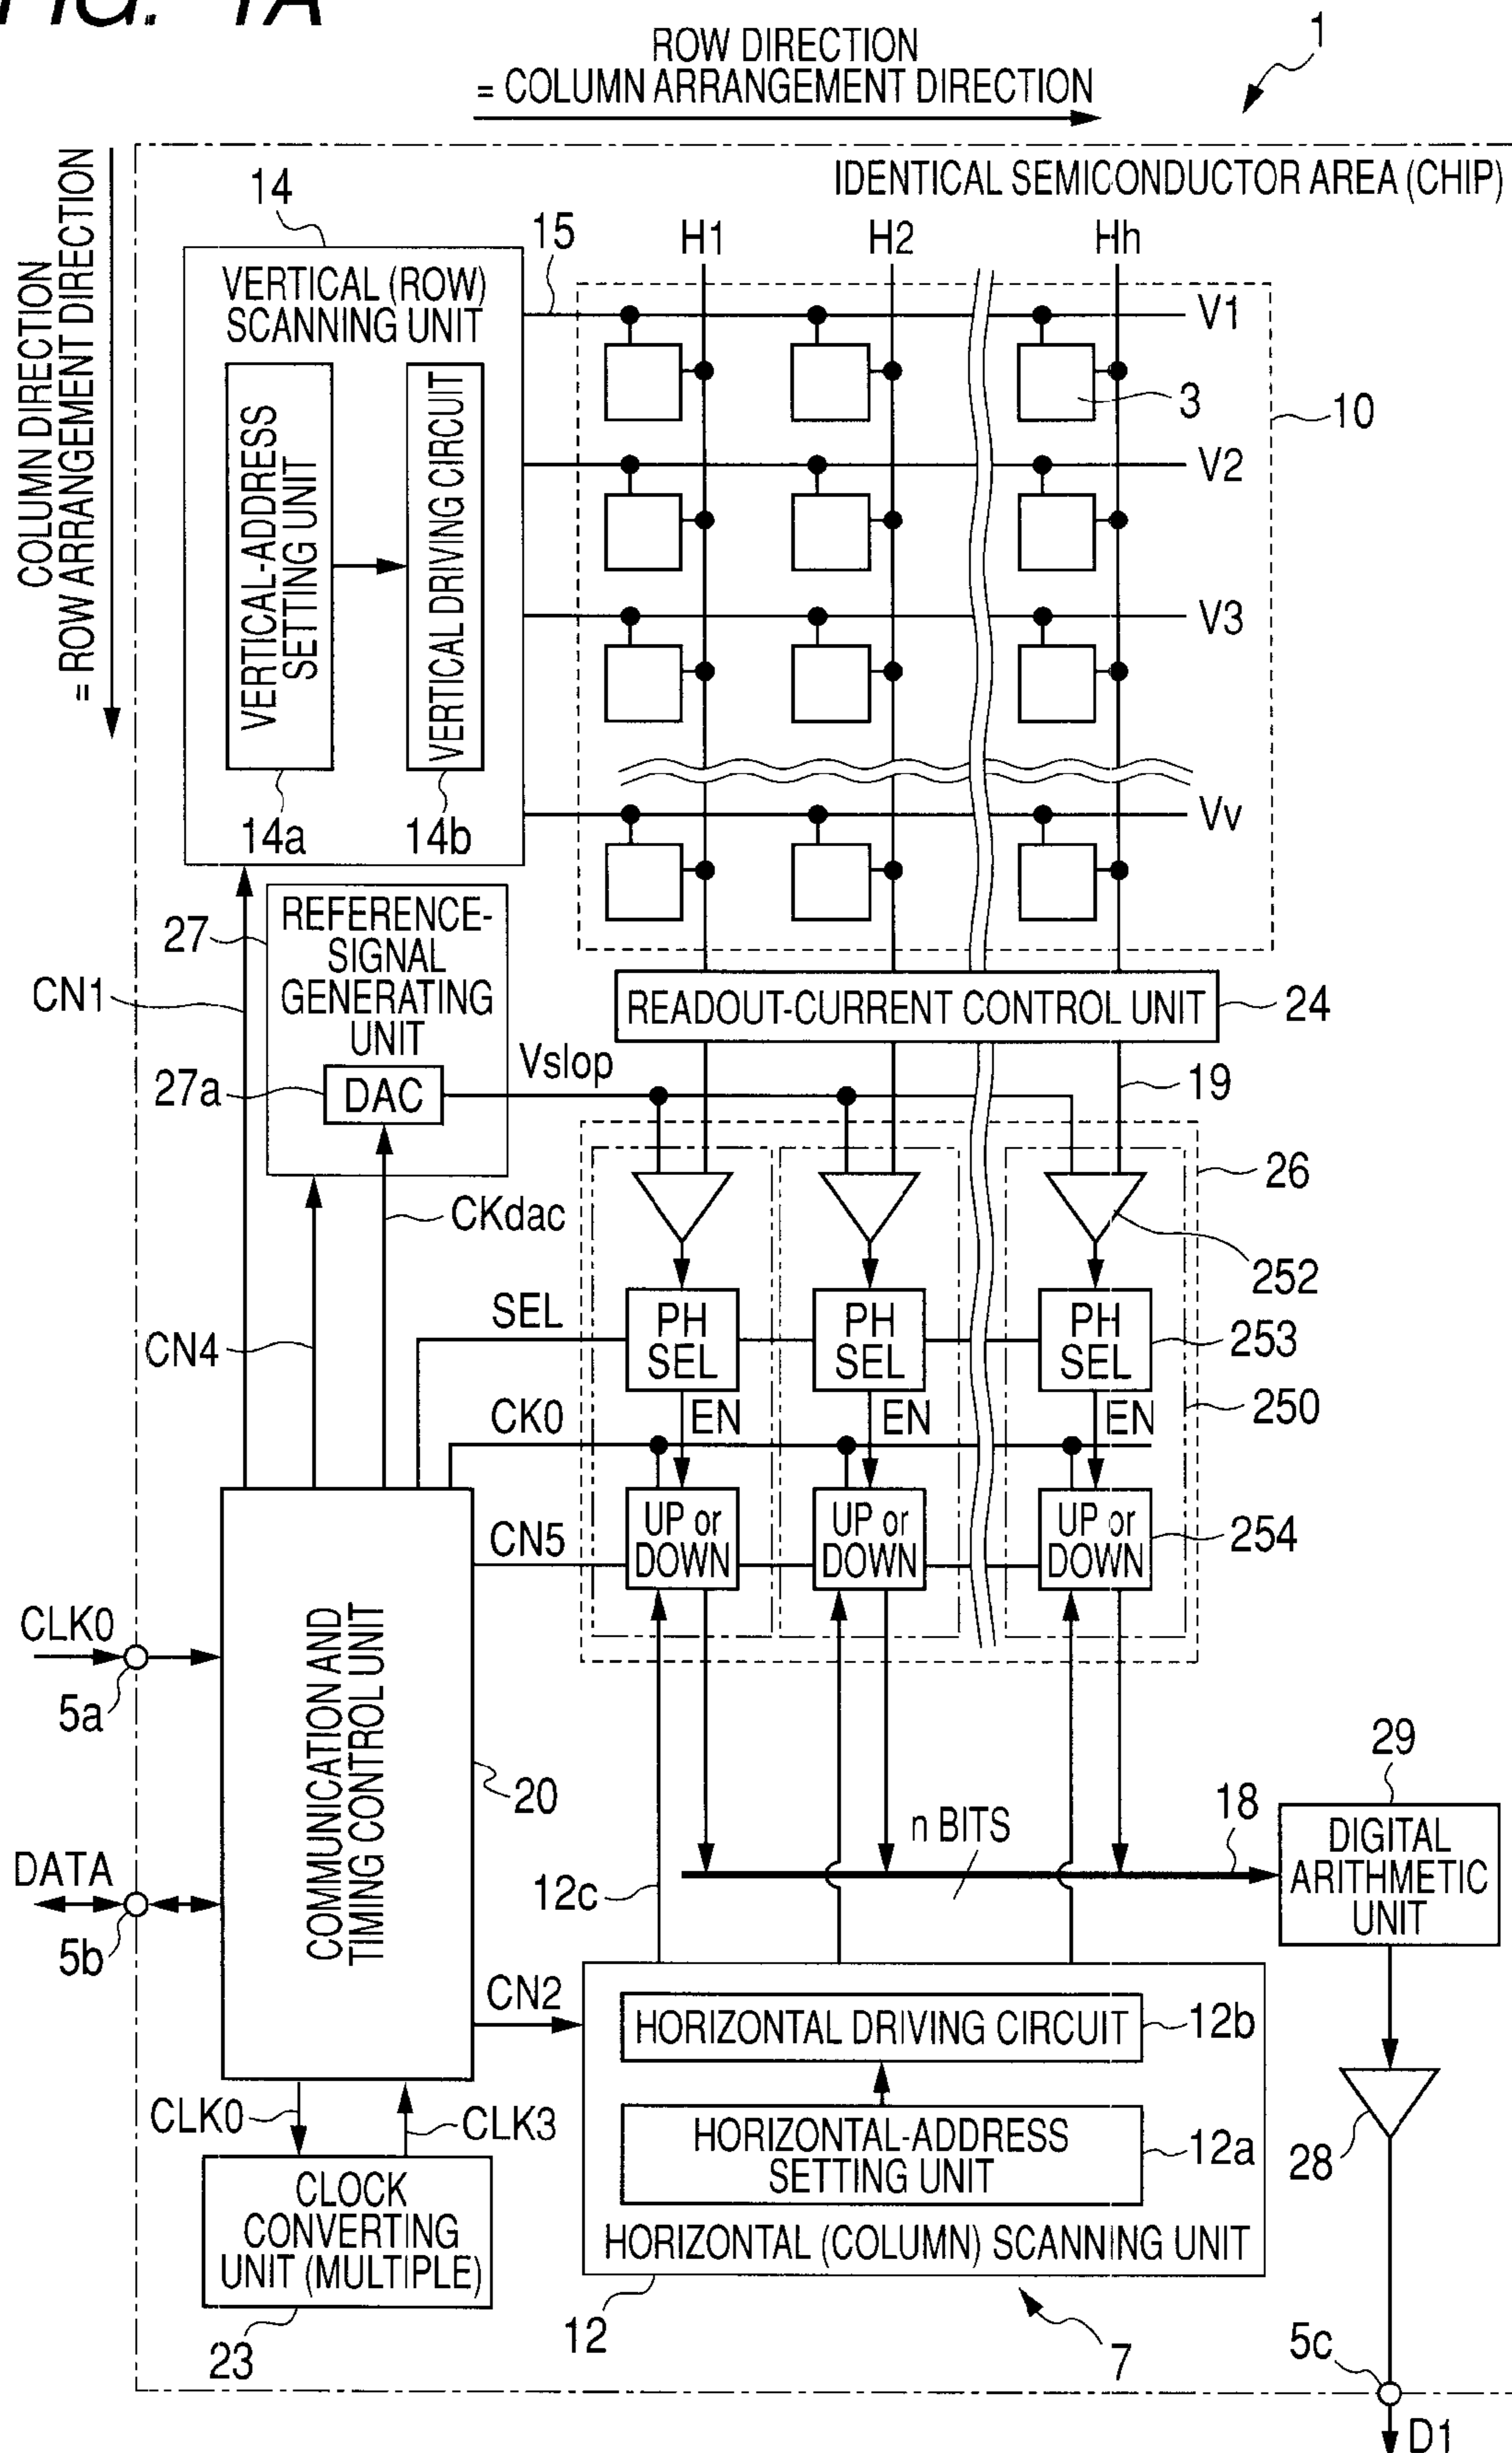 FIG. 1A
ROW DIRECTION
= COLUMN ARRANGEMENT DIRECTION
1
COLUMN DIRECTION
= ROW ARRANGEMENT DIRECTION
IDENTICAL SEMICONDUCTOR AREA (CHIP)
14
15
H1
H2
Hh
VERTICAL (ROW)
SCANNING UNIT
VERTICAL-ADDRESS
SETTING UNIT
VERTICAL DRIVING CIRCUIT
14a
14b
V1
3
10
V2
V3
Vv
27
REFERENCE-
SIGNAL
GENERATING
UNIT
CN1
READOUT-CURRENT CONTROL UNIT
24
27a
DAC
Vslop
19
26
CKdac
252
SEL
PH
SEL
PH
SEL
PH
SEL
253
CN4
CK0
EN
EN
EN
250
CN5
UP or
DOWN
UP or
DOWN
UP or
DOWN
254
CLK0
5a
COMMUNICATION AND
TIMING CONTROL UNIT
20
29
n BITS
18
DIGITAL
ARITHMETIC
UNIT
DATA
5b
12c
CN2
HORIZONTAL DRIVING CIRCUIT
12b
CLK0
CLK3
HORIZONTAL-ADDRESS
SETTING UNIT
12a
28
CLOCK
CONVERTING
UNIT (MULTIPLE)
HORIZONTAL (COLUMN) SCANNING UNIT
23
12
7
5c
D1